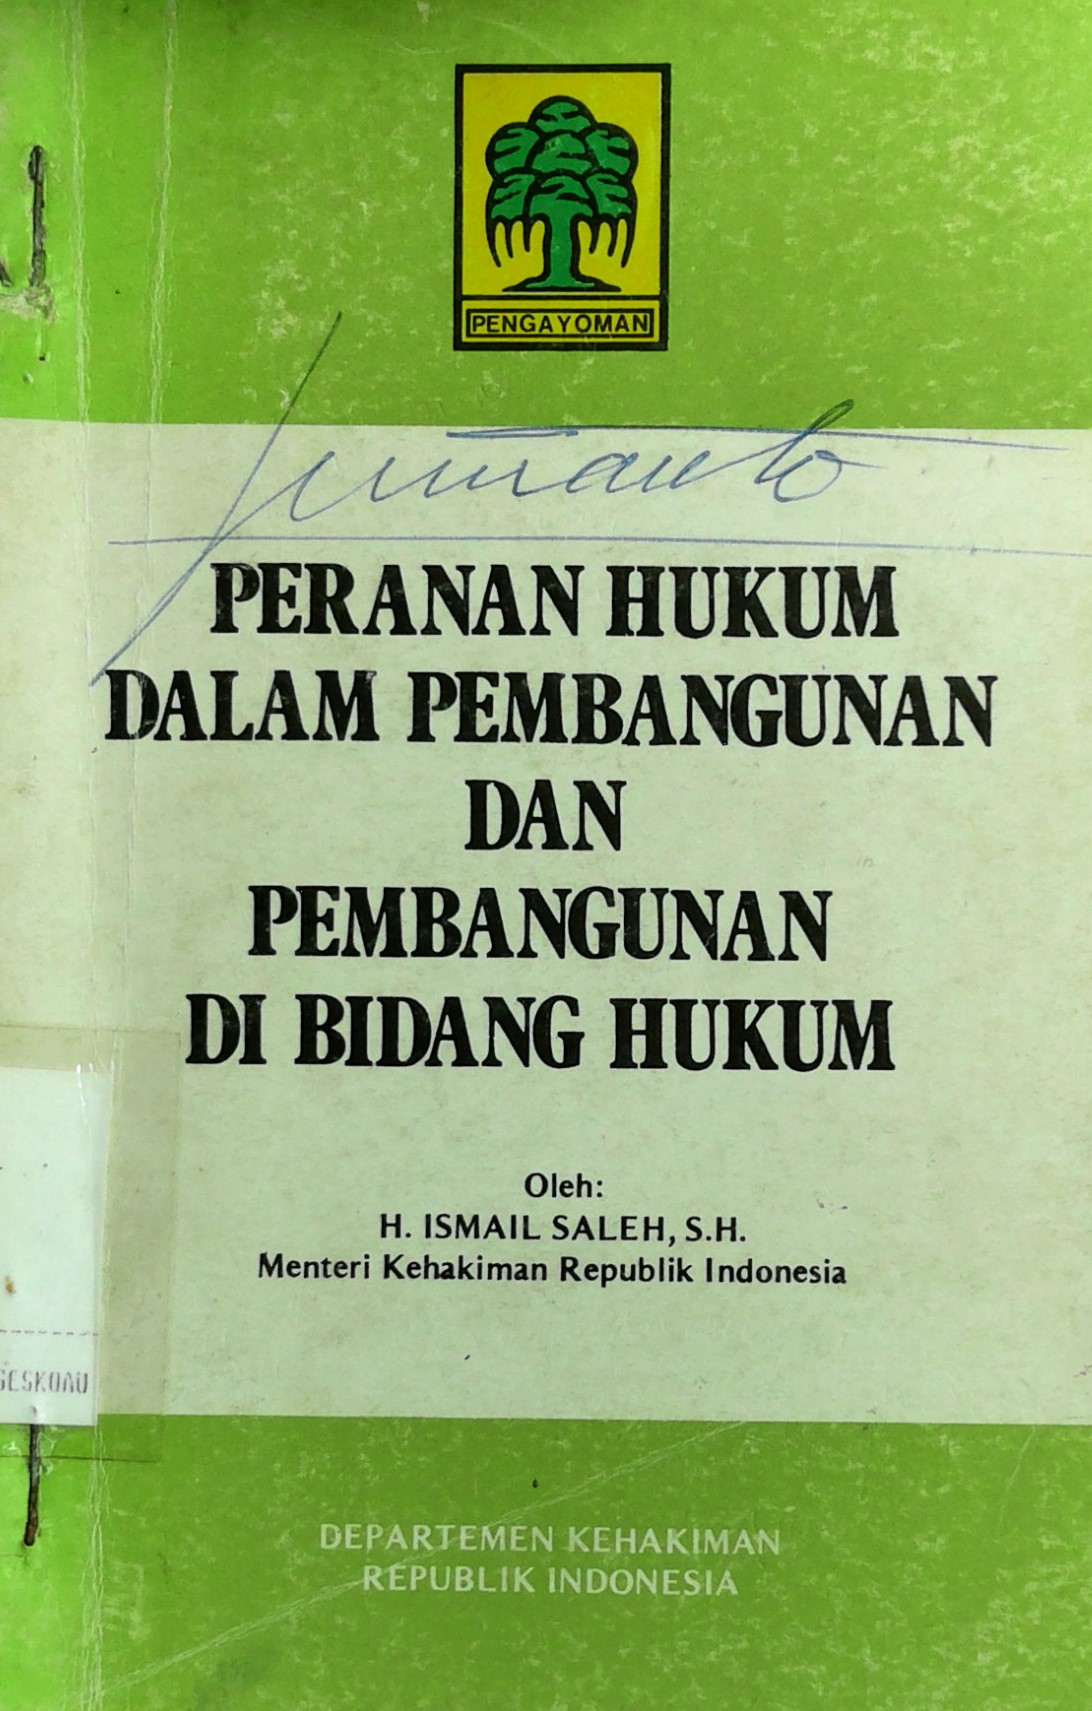 PENGAYOMAN
PERANAN HUKUM
DALAM PEMBANGUNAN
DAN
PEMBANGUNAN
DI BIDANG HUKUM
Oleh:
H. ISMAIL SALEH, S.H.
Menteri Kehakiman Republik Indonesia
SESKOAU
DEPARTEMEN KEHAKIMAN
REPUBLIK INDONESIA